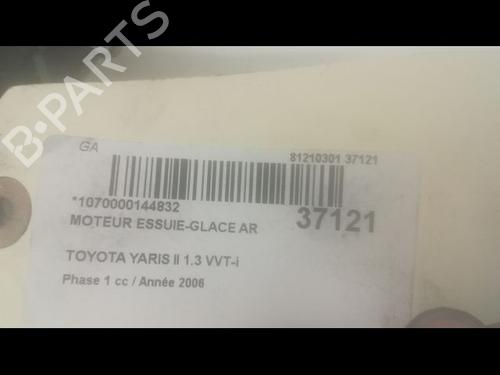 B-PARTS
GA
81210301 37121
*1070000144832
MOTEUR ESSUIE-GLACE AR
37121
TOYOTA YARIS II 1.3 VVT-i
Phase 1 cc / Année 2006